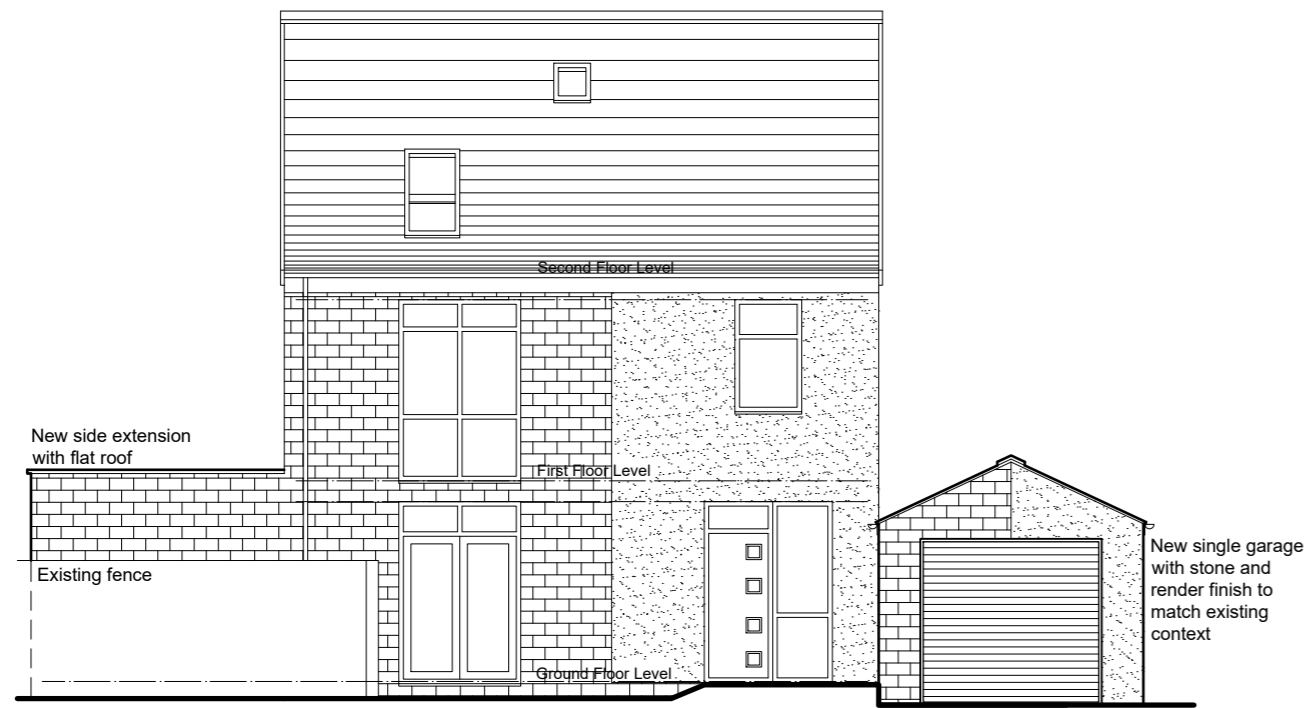 Second Floor Level
New side extension
with flat roof
First Floor Level
Existing fence
New single garage
with stone and
render finish to
match existing
context
Ground Floor Level